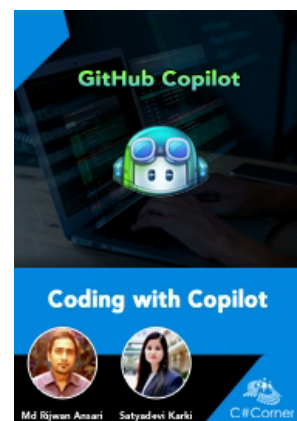 GitHub Copilot
Coding with Copilot
Md Rijwan Ansari Satyadevi Karki
C#Corner